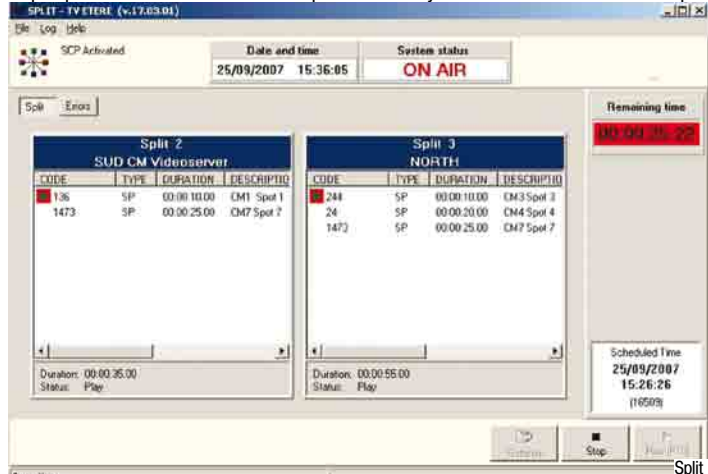 SPLIT - TV ETERE (v.17.03.01)
File Log Help
SCP Activated
Date and time
25/09/2007 15:36:05
System status
ON AIR
Split Errors
Remaining time
Split 2
SUD CM Videoserver
CODE TYPE DURATION DESCRIPTIO
136 SP 00:00:10.00 CM1 Spot 1
1473 SP 00:00:25.00 CM7 Spot 7
Duration: 00:00:35.00
Status: Play
Split 3
NORTH
CODE TYPE DURATION DESCRIPTIO
244 SP 00:00:10.00 CM3 Spot 3
24 SP 00:00:20.00 CM4 Spot 4
1473 SP 00:00:25.00 CM7 Spot 7
Duration: 00:00:55.00
Status: Play
Scheduled Time
25/09/2007
15:26:26
(16509)
Stop
Split